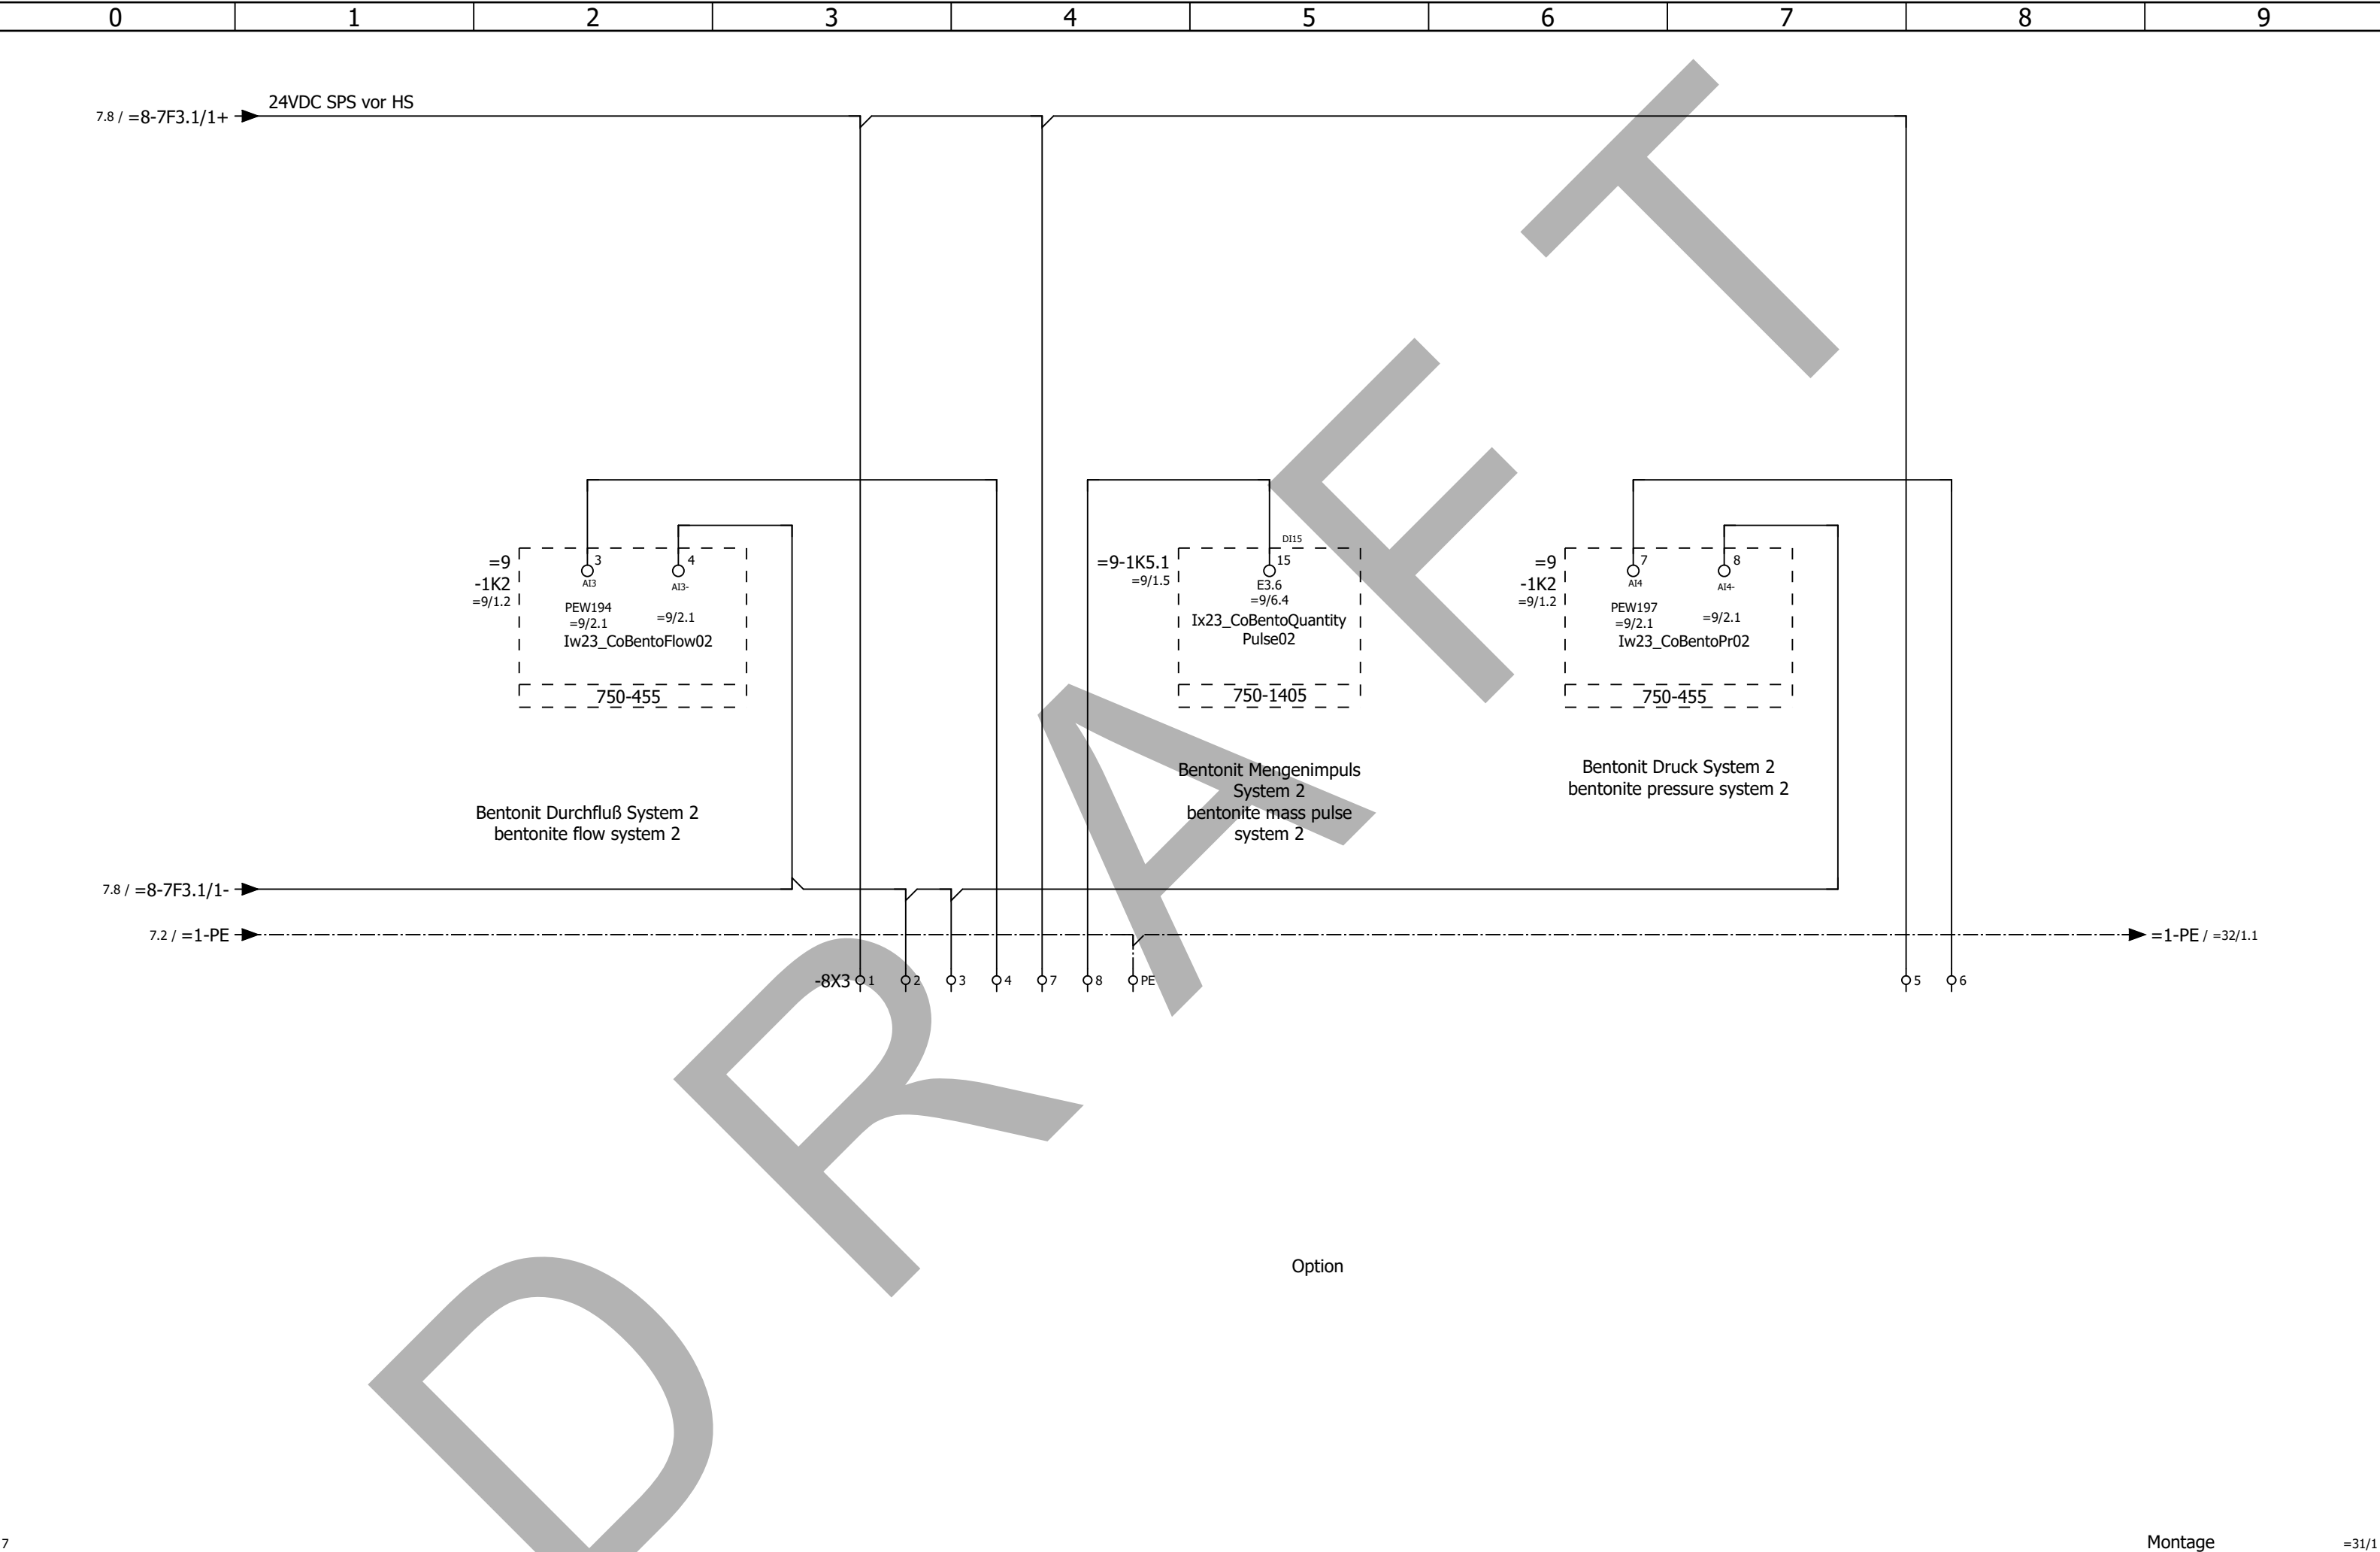 0 1 2 3 4 5 6 7 8 9
24VDC SPS vor HS
7.8 / =8-7F3.1/1+
=9
-1K2
=9/1.2
3
AI3
4
AI3-
PEW194
=9/2.1
=9/2.1
Iw23_CoBentoFlow02
750-455
=9-1K5.1
=9/1.5
DI15
15
E3.6
=9/6.4
Ix23_CoBentoQuantity
Pulse02
750-1405
=9
-1K2
=9/1.2
7
AI4
8
AI4-
PEW197
=9/2.1
=9/2.1
Iw23_CoBentoPr02
750-455
Bentonit Durchfluß System 2
bentonite flow system 2
Bentonit Mengenimpuls
System 2
bentonite mass pulse
system 2
Bentonit Druck System 2
bentonite pressure system 2
7.8 / =8-7F3.1/1-
7.2 / =1-PE
=1-PE / =32/1.1
-8X3 1 2 3 4 7 8 PE 5 6
Option
DRAFT
7
Montage
=31/1